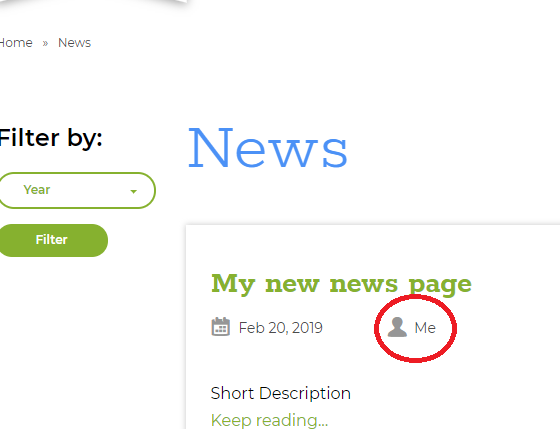 Home » News
Filter by:
Year
Filter
News
My new news page
Feb 20, 2019 Me
Short Description
Keep reading...